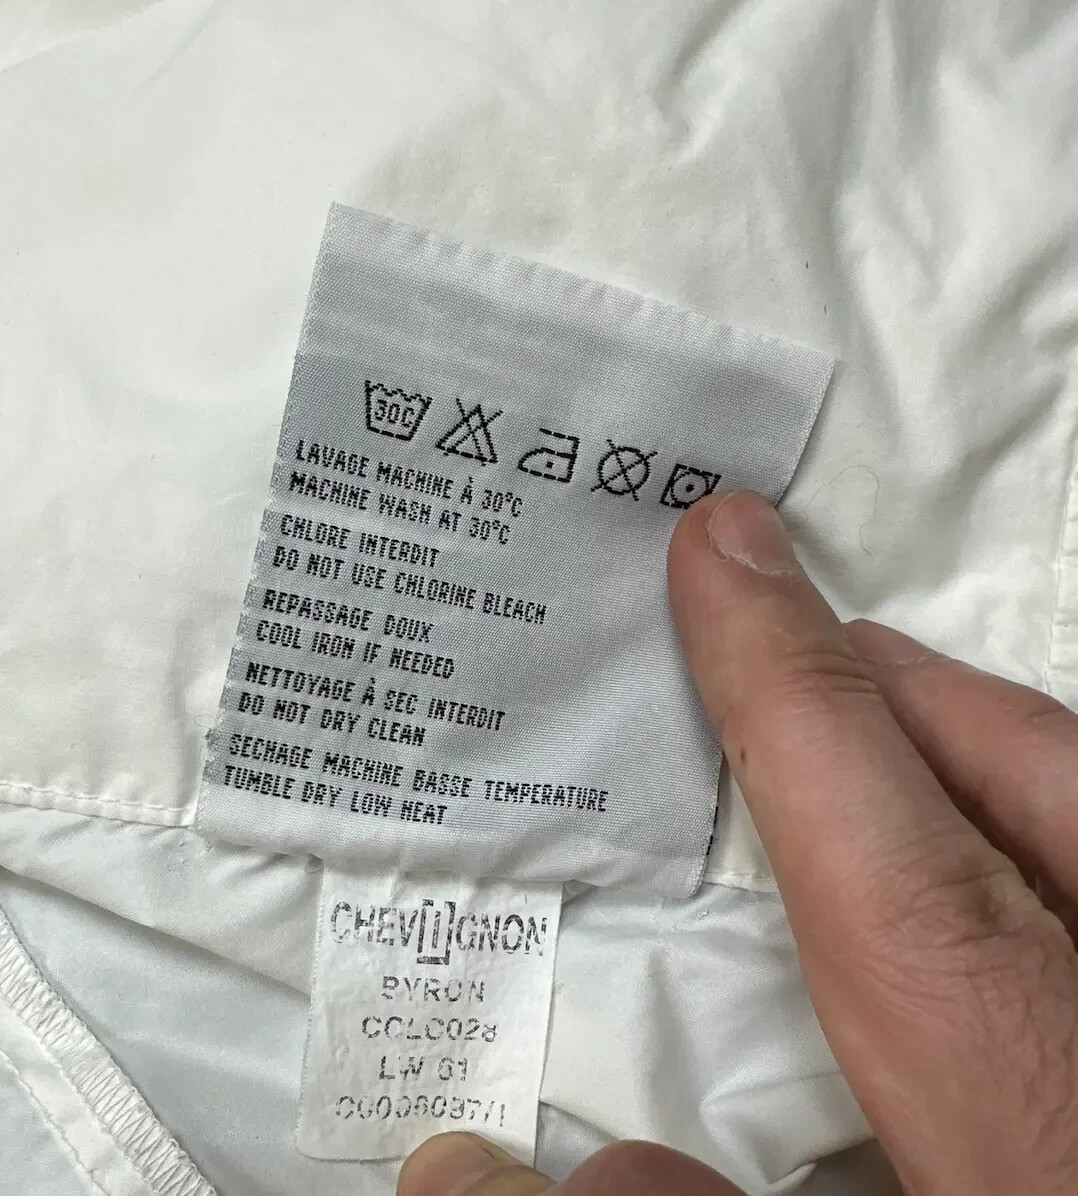 30C
LAVAGE MACHINE À 30°C
MACHINE WASH AT 30°C
CHLORE INTERDIT
DO NOT USE CHLORINE BLEACH
REPASSAGE DOUX
COOL IRON IF NEEDED
NETTOYAGE À SEC INTERDIT
DO NOT DRY CLEAN
SECHAGE MACHINE BASSE TEMPERATURE
TUMBLE DRY LOW HEAT
CHEV[I]GNON
BYRON
LW 61